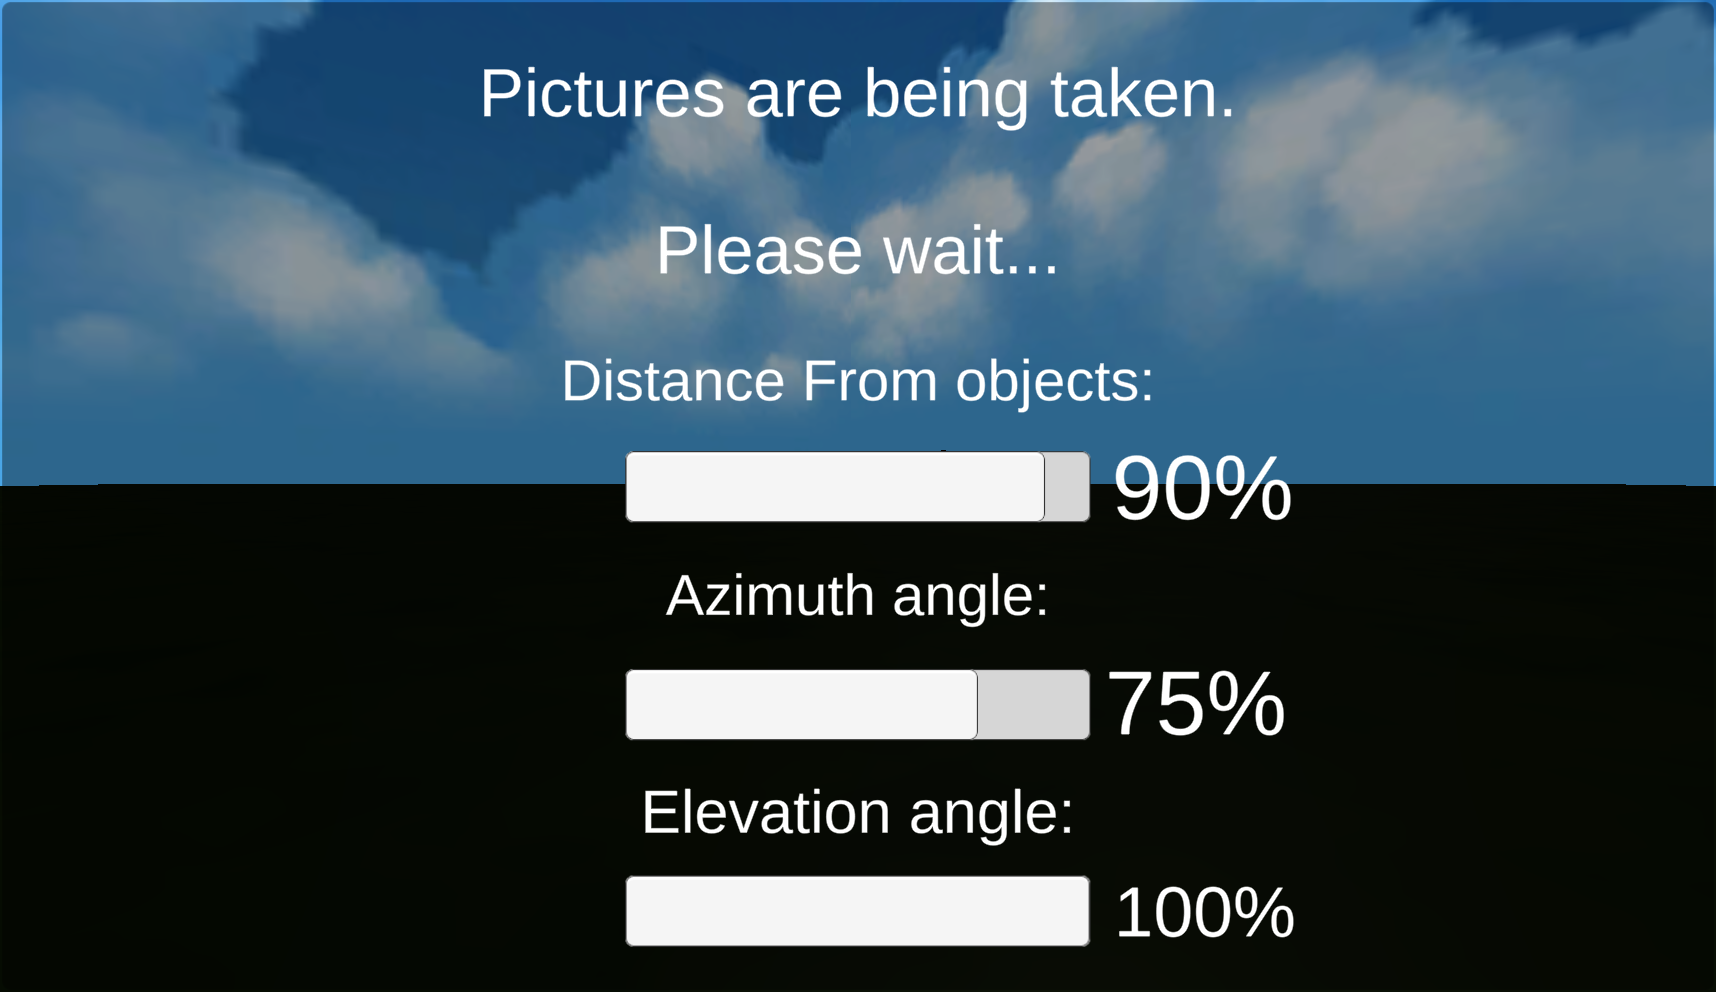 Pictures are being taken.
Please wait...
Distance From objects:
90%
Azimuth angle:
75%
Elevation angle:
100%